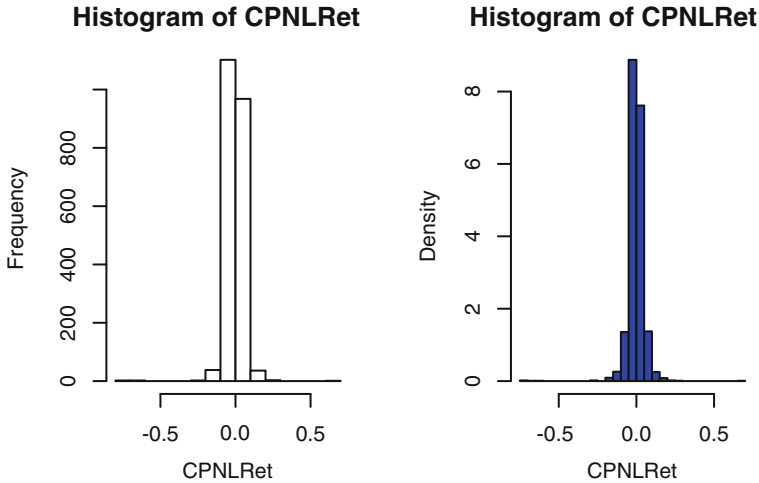 Histogram of CPNLRet
Frequency
0 200 400 600 800
-0.5 0.0 0.5
CPNLRet
Histogram of CPNLRet
Density
0 2 4 6 8
-0.5 0.0 0.5
CPNLRet